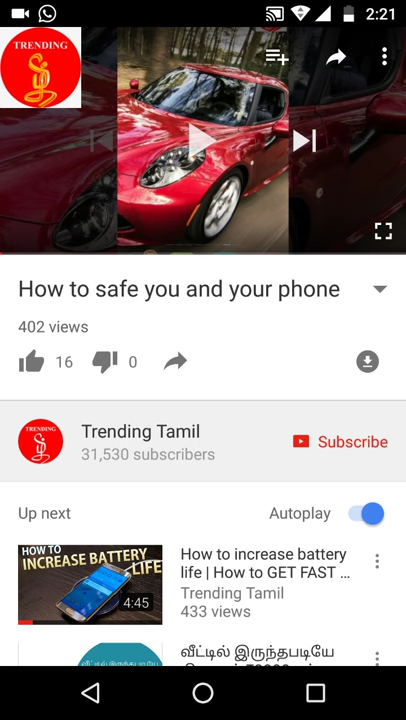 2:21
TRENDING
How to safe you and your phone
402 views
16
0
TRENDING
Trending Tamil
31,530 subscribers
Subscribe
Up next
Autoplay
HOW TO
INCREASE BATTERY
LIFE
4:45
How to increase battery
life | How to GET FAST ...
Trending Tamil
433 views
வீட்டில் இருந்தபடியே